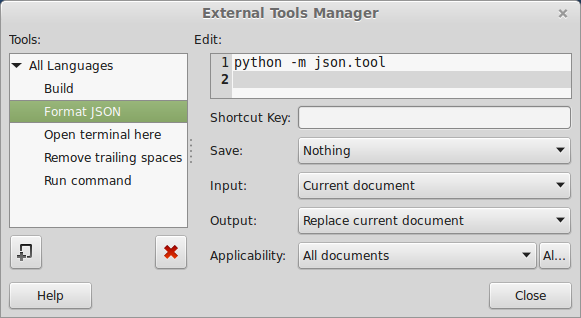 External Tools Manager
Tools:
All Languages
Build
Format JSON
Open terminal here
Remove trailing spaces
Run command
Edit:
1 python -m json.tool
2
Shortcut Key:
Save: Nothing
Input: Current document
Output: Replace current document
Applicability: All documents Al...
Help
Close